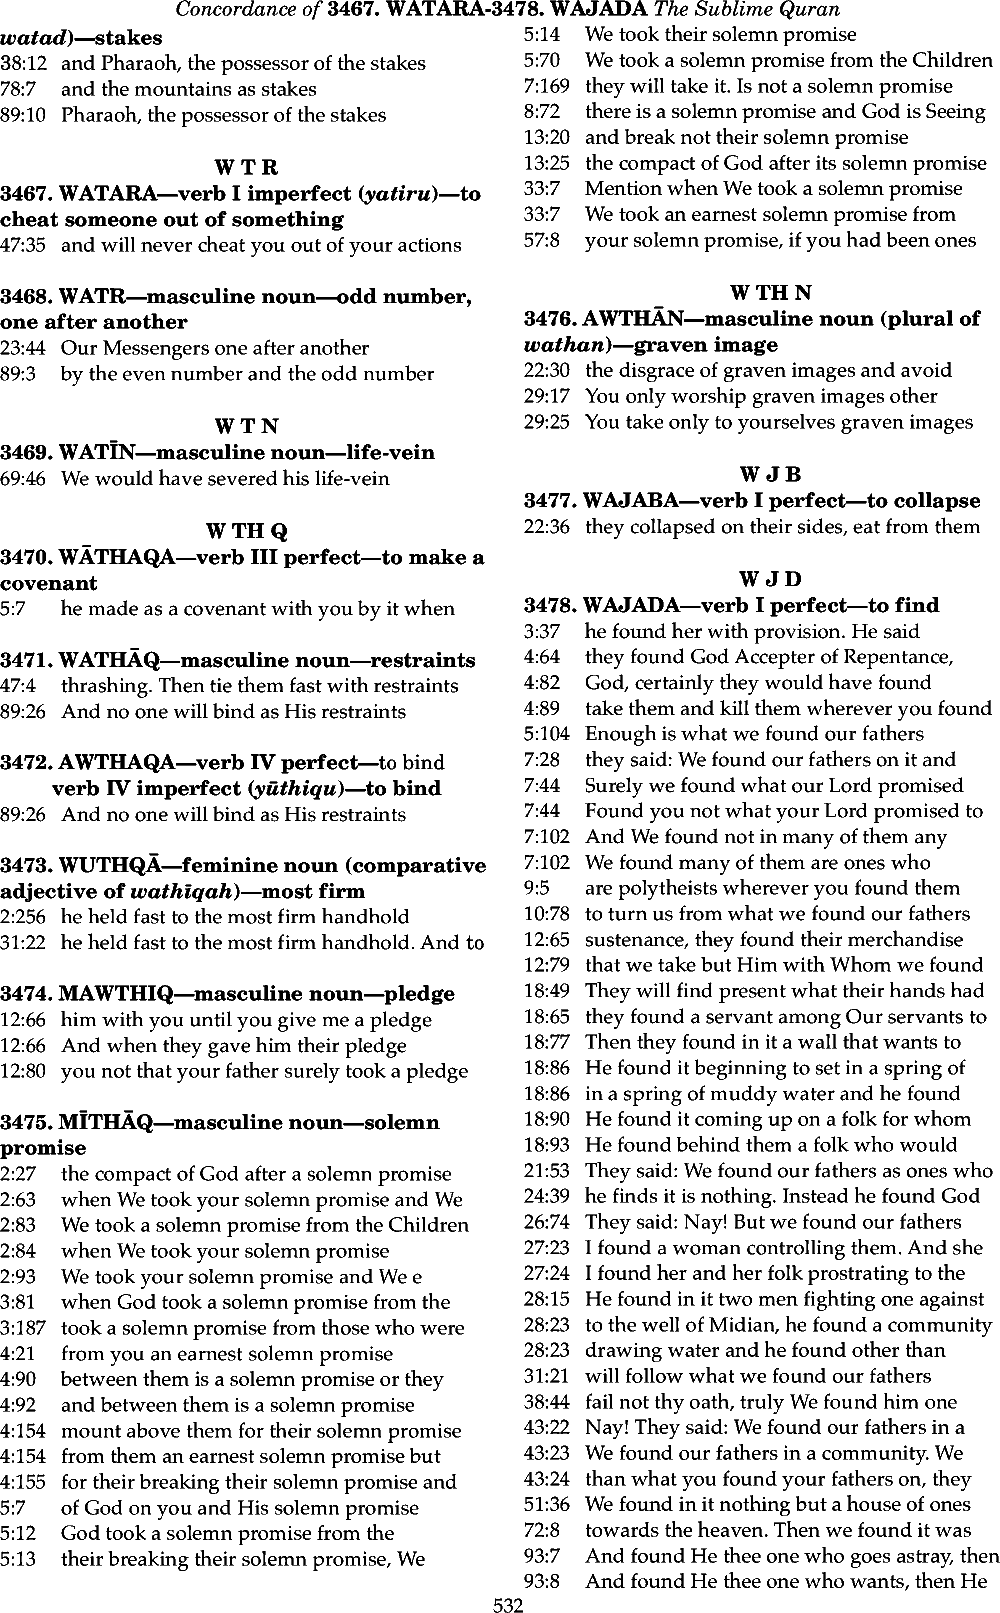 Concordance of 3467. WATARA-3478. WAJADA The Sublime Quran
watad)—stakes
38:12 and Pharaoh, the possessor of the stakes
78:7 and the mountains as stakes
89:10 Pharaoh, the possessor of the stakes
W T R
3467. WATARA—verb I imperfect (yatiru)—to
cheat someone out of something
47:35 and will never cheat you out of your actions
3468. WATR—masculine noun—odd number,
one after another
23:44 Our Messengers one after another
89:3 by the even number and the odd number
W T N
3469. WATĪN—masculine noun—life-vein
69:46 We would have severed his life-vein
W TH Q
3470. WĀTHAQA—verb III perfect—to make a
covenant
5:7 he made as a covenant with you by it when
3471. WATHĀQ—masculine noun—restraints
47:4 thrashing. Then tie them fast with restraints
89:26 And no one will bind as His restraints
3472. AWTHAQA—verb IV perfect—to bind
verb IV imperfect (yūthiqu)—to bind
89:26 And no one will bind as His restraints
3473. WUTHQĀ—feminine noun (comparative
adjective of wathīqah)—most firm
2:256 he held fast to the most firm handhold
31:22 he held fast to the most firm handhold. And to
3474. MAWTHIQ—masculine noun—pledge
12:66 him with you until you give me a pledge
12:66 And when they gave him their pledge
12:80 you not that your father surely took a pledge
3475. MĪTHĀQ—masculine noun—solemn
promise
2:27 the compact of God after a solemn promise
2:63 when We took your solemn promise and We
2:83 We took a solemn promise from the Children
2:84 when We took your solemn promise
2:93 We took your solemn promise and We e
3:81 when God took a solemn promise from the
3:187 took a solemn promise from those who were
4:21 from you an earnest solemn promise
4:90 between them is a solemn promise or they
4:92 and between them is a solemn promise
4:154 mount above them for their solemn promise
4:154 from them an earnest solemn promise but
4:155 for their breaking their solemn promise and
5:7 of God on you and His solemn promise
5:12 God took a solemn promise from the
5:13 their breaking their solemn promise, We
5:14 We took their solemn promise
5:70 We took a solemn promise from the Children
7:169 they will take it. Is not a solemn promise
8:72 there is a solemn promise and God is Seeing
13:20 and break not their solemn promise
13:25 the compact of God after its solemn promise
33:7 Mention when We took a solemn promise
33:7 We took an earnest solemn promise from
57:8 your solemn promise, if you had been ones
W TH N
3476. AWTHĀN—masculine noun (plural of
wathan)—graven image
22:30 the disgrace of graven images and avoid
29:17 You only worship graven images other
29:25 You take only to yourselves graven images
W J B
3477. WAJABA—verb I perfect—to collapse
22:36 they collapsed on their sides, eat from them
W J D
3478. WAJADA—verb I perfect—to find
3:37 he found her with provision. He said
4:64 they found God Accepter of Repentance,
4:82 God, certainly they would have found
4:89 take them and kill them wherever you found
5:104 Enough is what we found our fathers
7:28 they said: We found our fathers on it and
7:44 Surely we found what our Lord promised
7:44 Found you not what your Lord promised to
7:102 And We found not in many of them any
7:102 We found many of them are ones who
9:5 are polytheists wherever you found them
10:78 to turn us from what we found our fathers
12:65 sustenance, they found their merchandise
12:79 that we take but Him with Whom we found
18:49 They will find present what their hands had
18:65 they found a servant among Our servants to
18:77 Then they found in it a wall that wants to
18:86 He found it beginning to set in a spring of
18:86 in a spring of muddy water and he found
18:90 He found it coming up on a folk for whom
18:93 He found behind them a folk who would
21:53 They said: We found our fathers as ones who
24:39 he finds it is nothing. Instead he found God
26:74 They said: Nay! But we found our fathers
27:23 I found a woman controlling them. And she
27:24 I found her and her folk prostrating to the
28:15 He found in it two men fighting one against
28:23 to the well of Midian, he found a community
28:23 drawing water and he found other than
31:21 will follow what we found our fathers
38:44 fail not thy oath, truly We found him one
43:22 Nay! They said: We found our fathers in a
43:23 We found our fathers in a community. We
43:24 than what you found your fathers on, they
51:36 We found in it nothing but a house of ones
72:8 towards the heaven. Then we found it was
93:7 And found He thee one who goes astray, then
93:8 And found He thee one who wants, then He
532